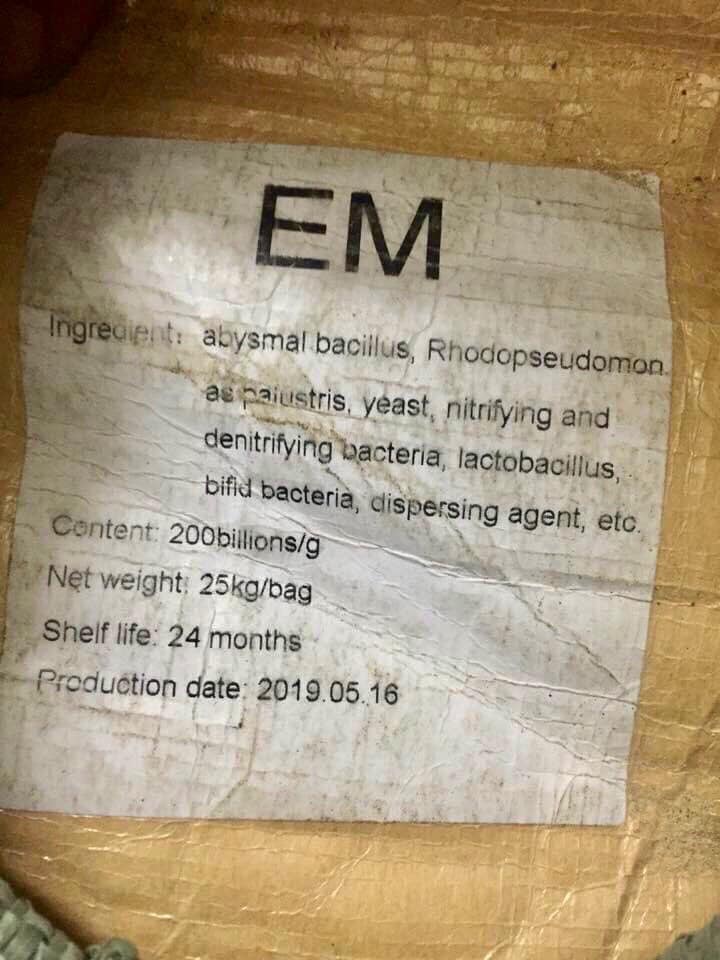 EM
Ingredient: abysmal bacillus, Rhodopseudomon
as palustris, yeast, nitrifying and
denitrifying bacteria, lactobacillus,
bifid bacteria, dispersing agent, etc.
Content: 200billions/g
Net weight: 25kg/bag
Shelf life: 24 months
Production date: 2019.05.16